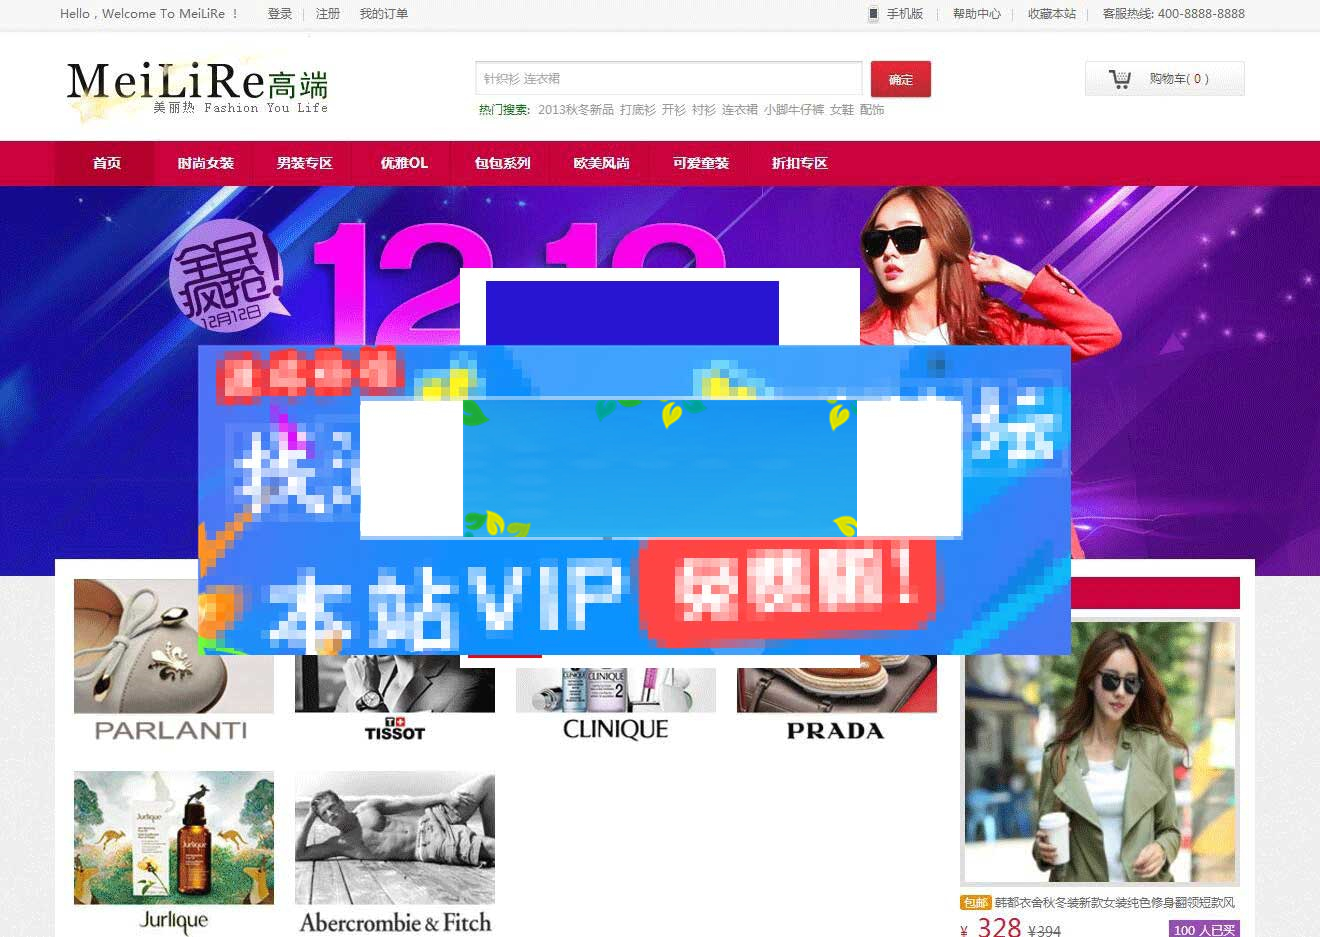 Hello , Welcome To MeiLiRe ！ 登录 注册 我的订单 手机版 帮助中心 收藏本站 客服热线: 400-8888-8888
MeiLiRe高端
美丽热 Fashion You Life
针织衫 连衣裙 确定 购物车( 0 )
热门搜索: 2013秋冬新品 打底衫 开衫 衬衫 连衣裙 小脚牛仔裤 女鞋 配饰
首页 时尚女装 男装专区 优雅OL 包包系列 欧美风尚 可爱童装 折扣专区
全民
疯抢!
12月12日
12.12
本站VIP
PARLANTI TISSOT CLINIQUE PRADA
Jurlique Abercrombie & Fitch
包邮 韩都衣舍秋冬装新款女装纯色修身翻领短款风
¥ 328 ¥394 100 人已买